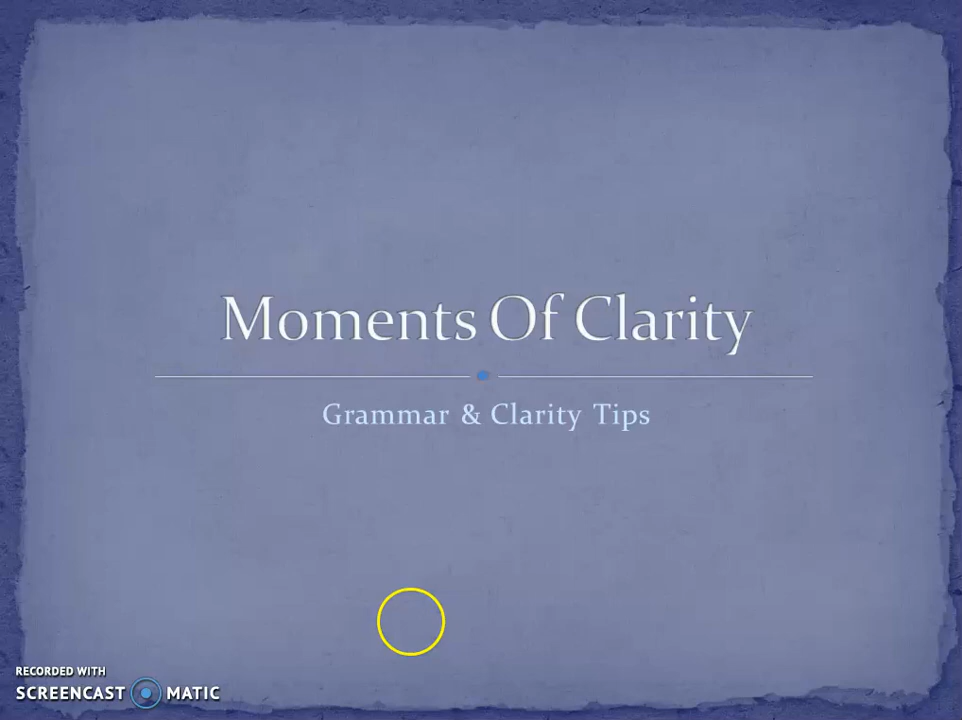 Moments Of Clarity
Grammar & Clarity Tips
RECORDED WITH
SCREENCAST MATIC